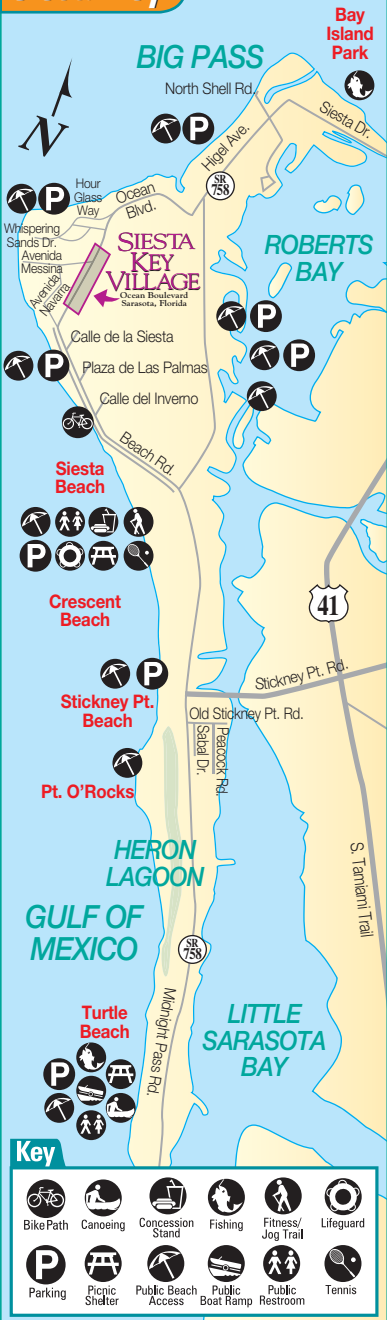 Bay
Island
Park
BIG PASS
North Shell Rd.
Siesta Dr.
N
P
Higel Ave.
SR
758
P
Hour
Glass
Way
Ocean
Blvd.
Whispering
Sands Dr.
Avenida
Messina
Avenida
Navarra
SIESTA
KEY
VILLAGE
Ocean Boulevard
Sarasota, Florida
ROBERTS
BAY
P
Calle de la Siesta
P
P
Plaza de Las Palmas
Calle del Inverno
Beach Rd.
Siesta
Beach
P
Crescent
Beach
41
Stickney Pt. Rd.
P
Stickney Pt.
Beach
Old Stickney Pt. Rd.
Sabal Dr.
Peacock Rd.
Pt. O'Rocks
HERON
LAGOON
S. Tamiami Trail
GULF OF
MEXICO
SR
758
Midnight Pass Rd.
LITTLE
SARASOTA
BAY
Turtle
Beach
P
Key
Bike Path
Canoeing
Concession
Stand
Fishing
Fitness/
Jog Trail
Lifeguard
P
Parking
Picnic
Shelter
Public Beach
Access
Public
Boat Ramp
Public
Restroom
Tennis